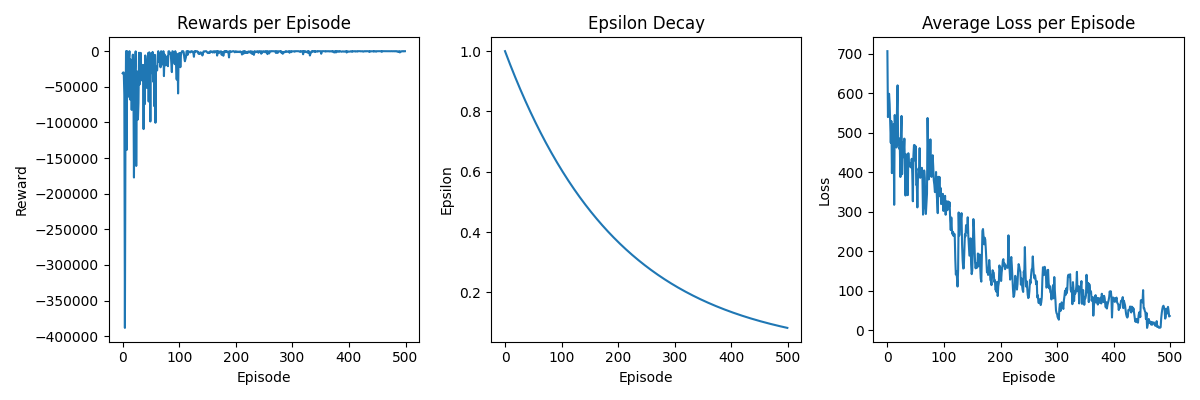 Rewards per Episode
0
−50000
−100000
−150000
−200000
−250000
−300000
−350000
−400000
Reward
0 100 200 300 400 500
Episode
Epsilon Decay
1.0
0.8
0.6
0.4
0.2
Epsilon
0 100 200 300 400 500
Episode
Average Loss per Episode
700
600
500
400
300
200
100
0
Loss
0 100 200 300 400 500
Episode